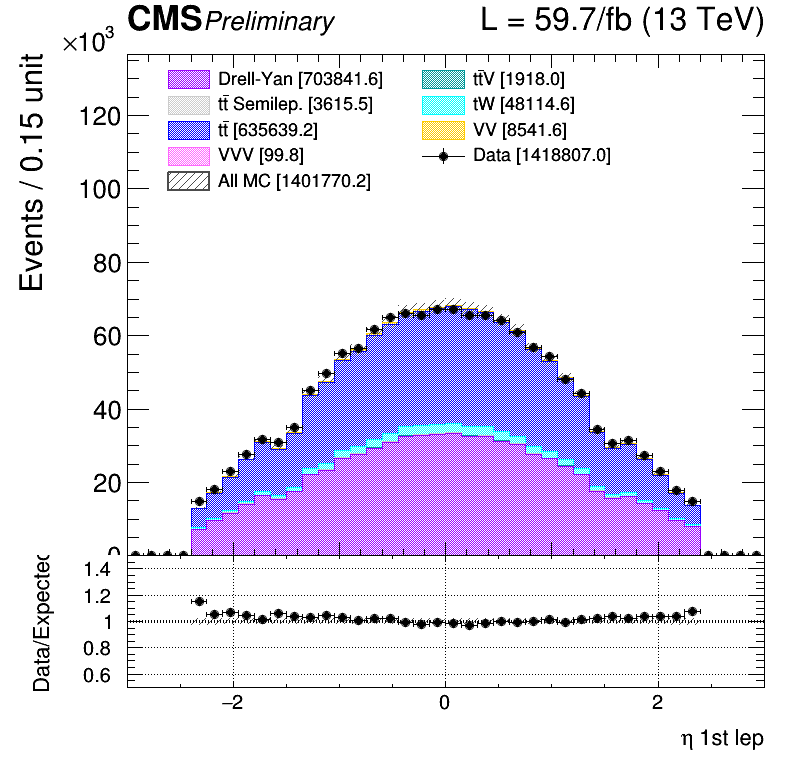 CMS Preliminary L = 59.7/fb (13 TeV)
×10³
Events / 0.15 unit
Drell-Yan [703841.6]
tt̄ Semilep. [3615.5]
tt̄ [635639.2]
VVV [99.8]
All MC [1401770.2]
tt̄V [1918.0]
tW [48114.6]
VV [8541.6]
Data [1418807.0]
120
100
80
60
40
20
0
Data/Expected
1.4
1.2
1
0.8
0.6
−2 0 2
η 1st lep